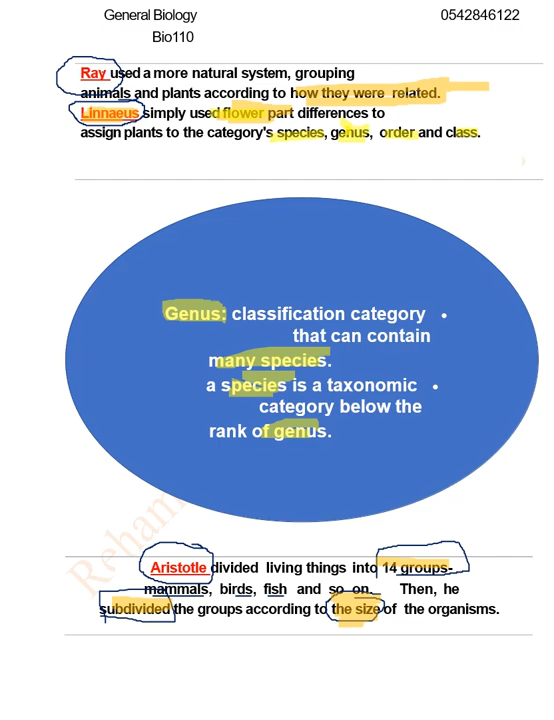 General Biology 0542846122
Bio110
Ray used a more natural system, grouping
animals and plants according to how they were related.
Linnaeus simply used flower part differences to
assign plants to the category's species, genus, order and class.
Genus: classification category •
that can contain
many species.
a species is a taxonomic •
category below the
rank of genus.
Reham
Aristotle divided living things into 14 groups-
mammals, birds, fish and so on. Then, he
subdivided the groups according to the size of the organisms.